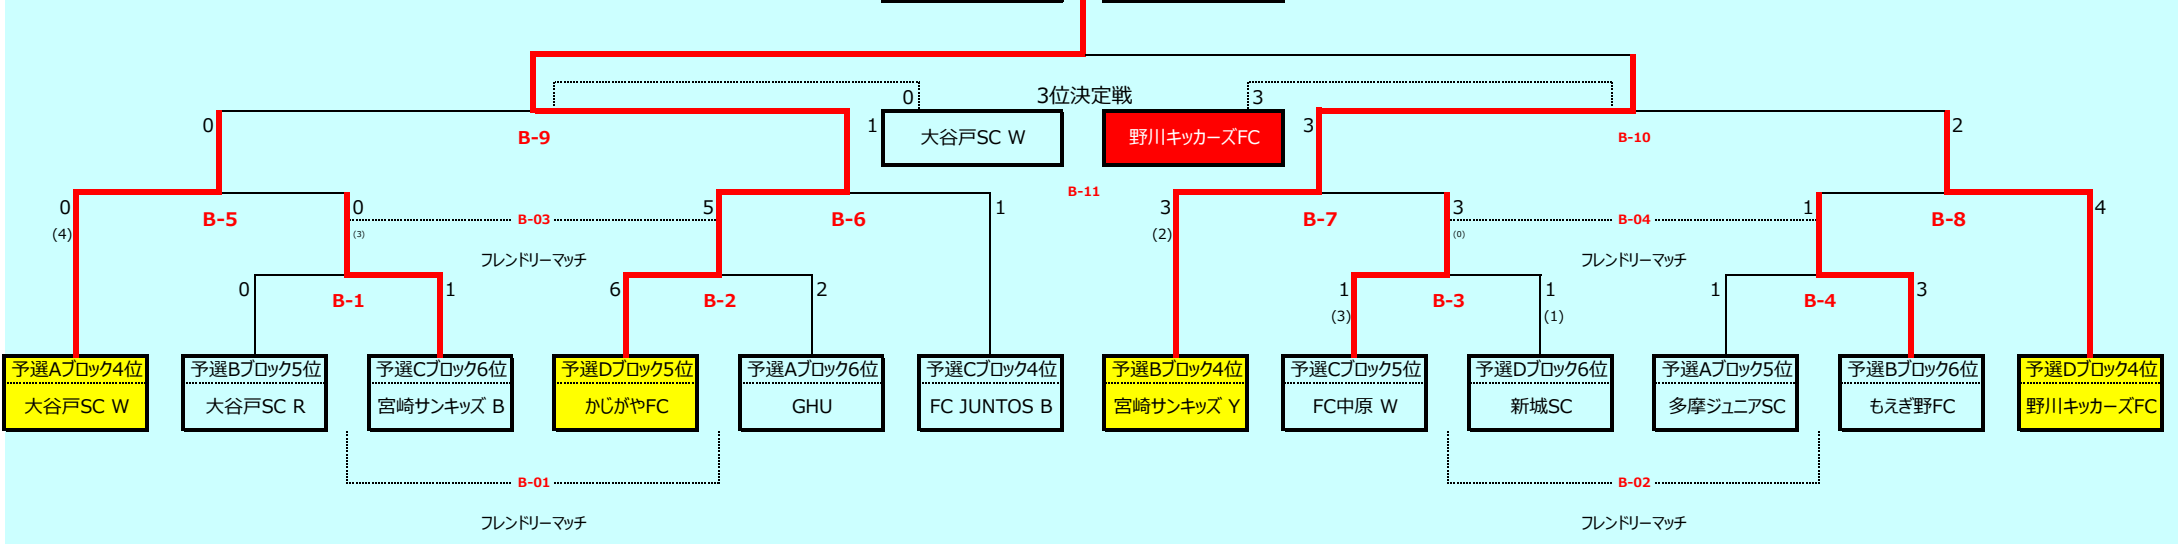 0 3位決定戦 3
0 B-9 1 大谷戸SC W 野川キッカーズFC 3 B-10 2
B-11
0 B-5 0 B-03 5 B-6 1 3 B-7 3 B-04 1 B-8 4
(4) (3) (2) (0)
フレンドリーマッチ フレンドリーマッチ
0 B-1 1 6 B-2 2 1 B-3 1 1 B-4 3
(3) (1)
予選Aブロック4位 予選Bブロック5位 予選Cブロック6位 予選Dブロック5位 予選Aブロック6位 予選Cブロック4位 予選Bブロック4位 予選Cブロック5位 予選Dブロック6位 予選Aブロック5位 予選Bブロック6位 予選Dブロック4位
大谷戸SC W 大谷戸SC R 宮崎サンキッズ B かじがやFC GHU FC JUNTOS B 宮崎サンキッズ Y FC中原 W 新城SC 多摩ジュニアSC もえぎ野FC 野川キッカーズFC
B-01 B-02
フレンドリーマッチ フレンドリーマッチ